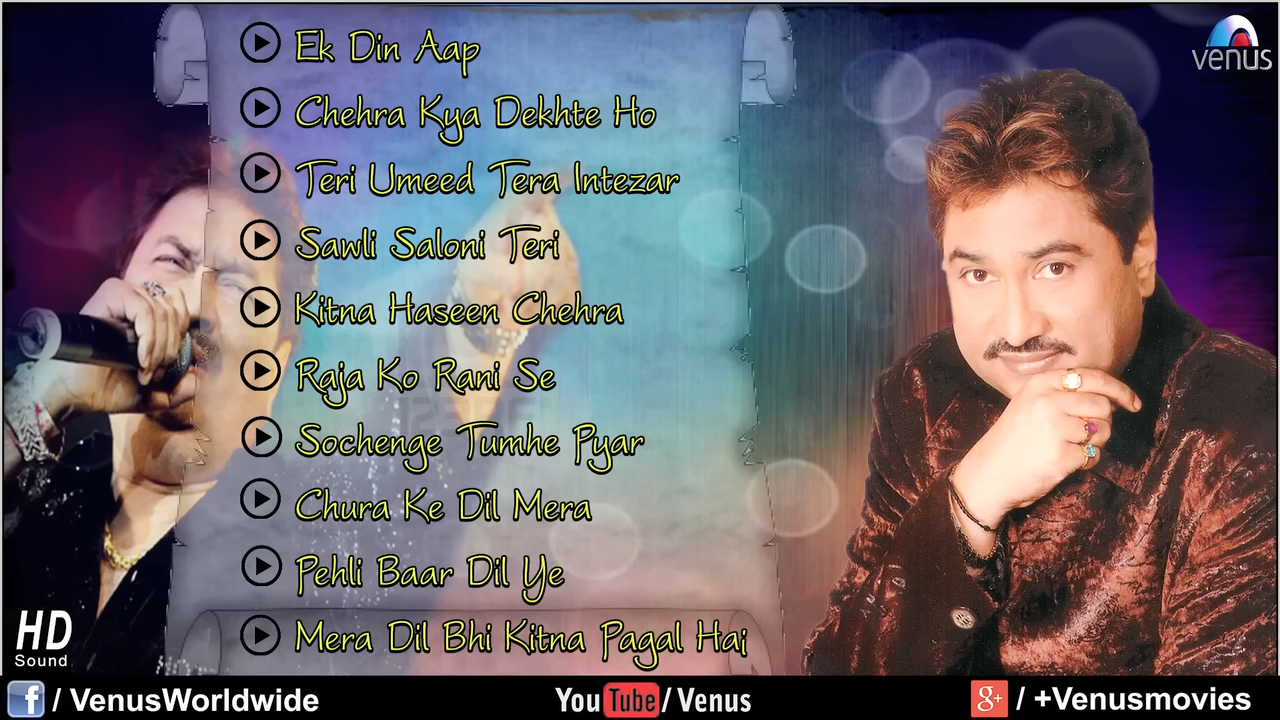 venus
Ek Din Aap
Chehra Kya Dekhte Ho
Teri Umeed Tera Intezar
Sawli Saloni Teri
Kitna Haseen Chehra
Raja Ko Rani Se
Sochenge Tumhe Pyar
Chura Ke Dil Mera
Pehli Baar Dil Ye
Mera Dil Bhi Kitna Pagal Hai
HD
Sound
f / VenusWorldwide
You Tube / Venus
g+ / +Venusmovies